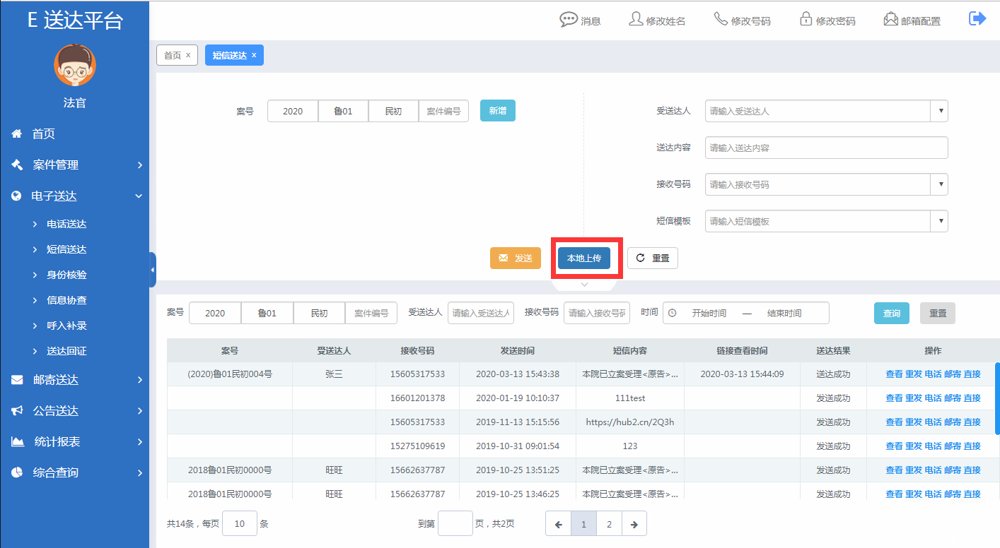 E 送达平台
消息 修改姓名 修改号码 修改密码 邮箱配置
首页 x 短信送达 x
法官
首页
案件管理
电子送达
电话送达
短信送达
身份核验
信息协查
呼入补录
送达回证
邮寄送达
公告送达
统计报表
综合查询
案号 2020 鲁01 民初 案件编号 新增
受送达人 请输入受送达人
送达内容 请输入送达内容
接收号码 请输入接收号码
短信模板 请输入短信模板
发送 本地上传 重置
案号 2020 鲁01 民初 案件编号 受送达人 请输入受送达人 接收号码 请输入接收号码 时间 开始时间 — 结束时间 查询 重置
案号 受送达人 接收号码 发送时间 短信内容 链接查看时间 送达结果 操作
(2020)鲁01民初004号 张三 15605317533 2020-03-13 15:43:38 本院已立案受理<原告>... 2020-03-13 15:44:09 送达成功 查看 重发 电话 邮寄 直接
16601201378 2020-01-19 10:10:37 111test 发送成功 查看 重发 电话 邮寄 直接
15605317533 2019-11-13 15:15:56 https://hub2.cn/2Q3h 发送成功 查看 重发 电话 邮寄 直接
15275109619 2019-10-31 09:01:54 123 发送成功 查看 重发 电话 邮寄 直接
2018鲁01民初0000号 旺旺 15662637787 2019-10-25 13:51:25 本院已立案受理<原告>... 发送成功 查看 重发 电话 邮寄 直接
2018鲁01民初0000号 旺旺 15662637787 2019-10-25 13:46:25 本院已立案受理<原告>... 发送成功 查看 重发 电话 邮寄 直接
共14条，每页 10 条 到第 页，共2页 1 2